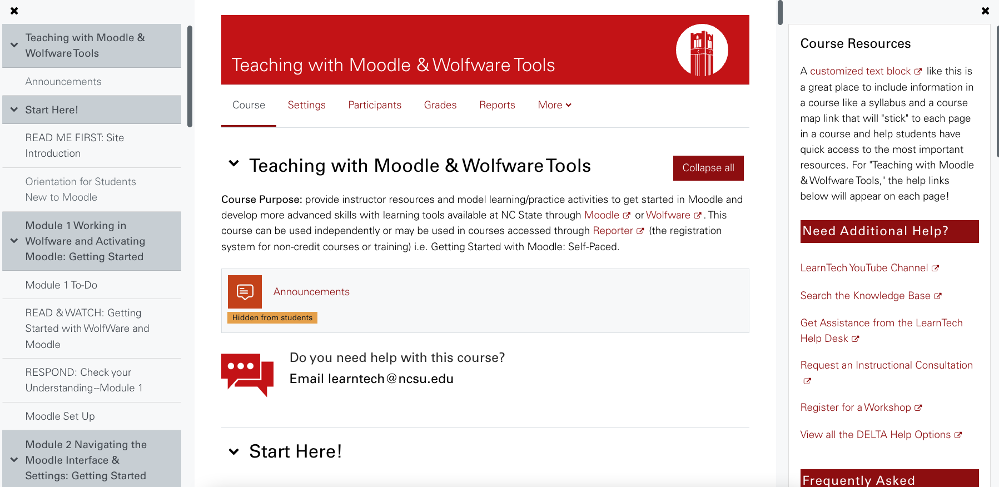 Teaching with Moodle &
Wolfware Tools
Announcements
Start Here!
READ ME FIRST: Site
Introduction
Orientation for Students
New to Moodle
Module 1 Working in
Wolfware and Activating
Moodle: Getting Started
Module 1 To-Do
READ & WATCH: Getting
Started with WolfWare and
Moodle
RESPOND: Check your
Understanding–Module 1
Moodle Set Up
Module 2 Navigating the
Moodle Interface &
Settings: Getting Started
Teaching with Moodle & Wolfware Tools
Course Settings Participants Grades Reports More
Teaching with Moodle & Wolfware Tools
Collapse all
Course Purpose: provide instructor resources and model learning/practice activities to get started in Moodle and
develop more advanced skills with learning tools available at NC State through Moodle or Wolfware . This
course can be used independently or may be used in courses accessed through Reporter (the registration
system for non-credit courses or training) i.e. Getting Started with Moodle: Self-Paced.
Announcements
Hidden from students
Do you need help with this course?
Email learntech@ncsu.edu
Start Here!
Course Resources
A customized text block like this is
a great place to include information in
a course like a syllabus and a course
map link that will "stick" to each page
in a course and help students have
quick access to the most important
resources. For "Teaching with Moodle
& Wolfware Tools," the help links
below will appear on each page!
Need Additional Help?
LearnTech YouTube Channel
Search the Knowledge Base
Get Assistance from the LearnTech
Help Desk
Request an Instructional Consultation
Register for a Workshop
View all the DELTA Help Options
Frequently Asked